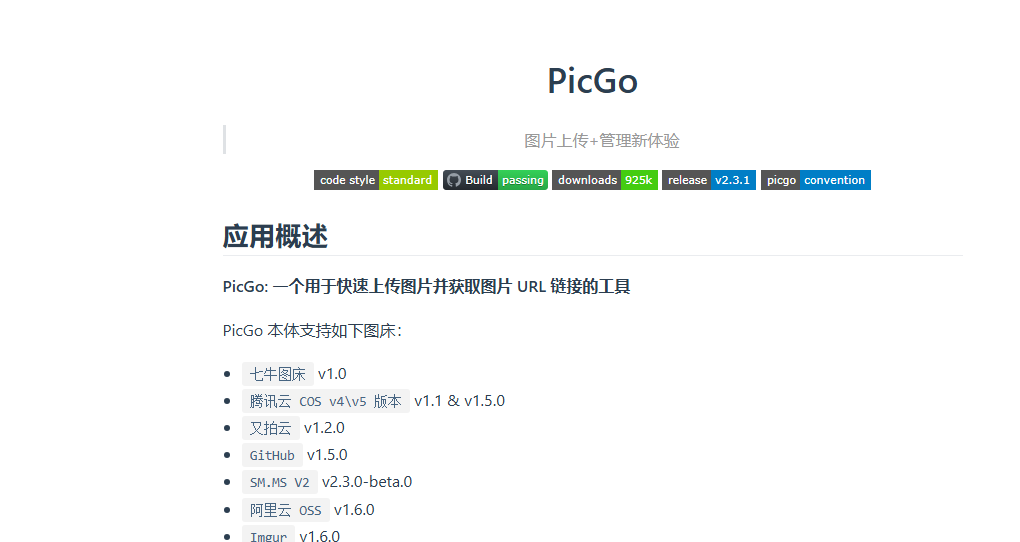 PicGo
图片上传+管理新体验
code style standard Build passing downloads 925k release v2.3.1 picgo convention
应用概述
PicGo: 一个用于快速上传图片并获取图片 URL 链接的工具
PicGo 本体支持如下图床：
七牛图床 v1.0
腾讯云 COS v4\v5 版本 v1.1 & v1.5.0
又拍云 v1.2.0
GitHub v1.5.0
SM.MS V2 v2.3.0-beta.0
阿里云 OSS v1.6.0
Imgur v1.6.0